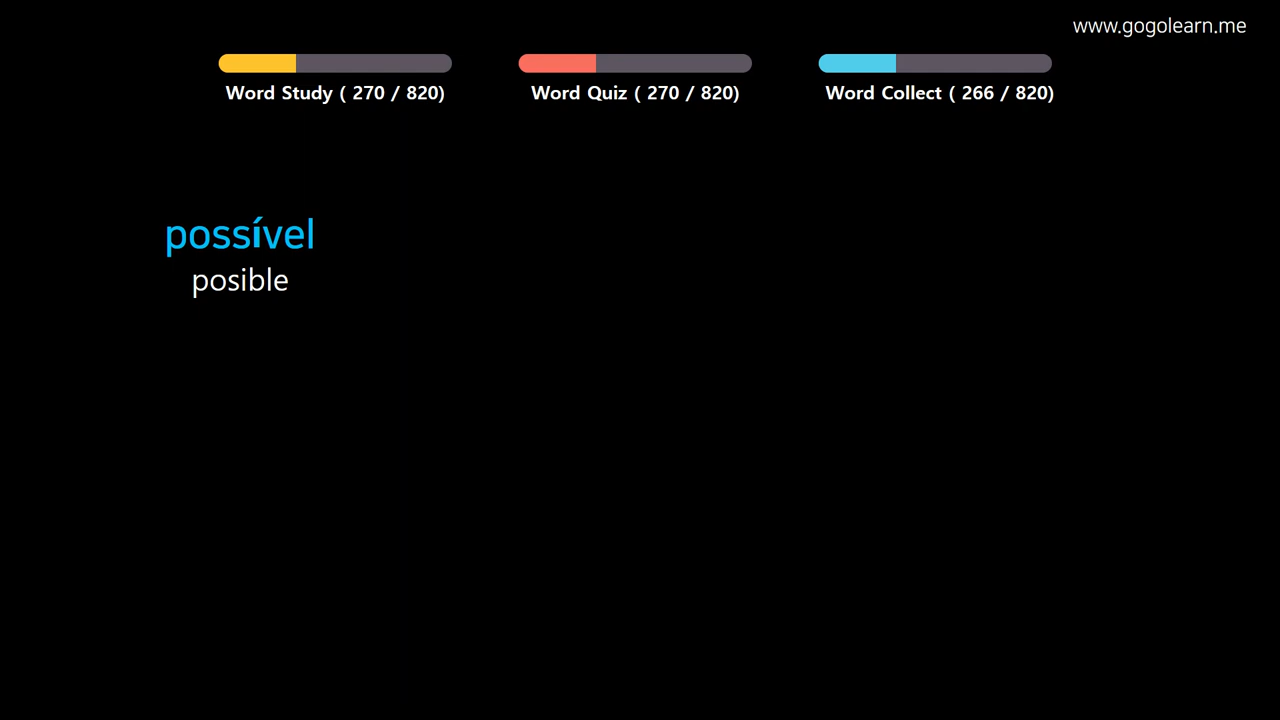 www.gogolearn.me
Word Study ( 270 / 820)
Word Quiz ( 270 / 820)
Word Collect ( 266 / 820)
possível
posible